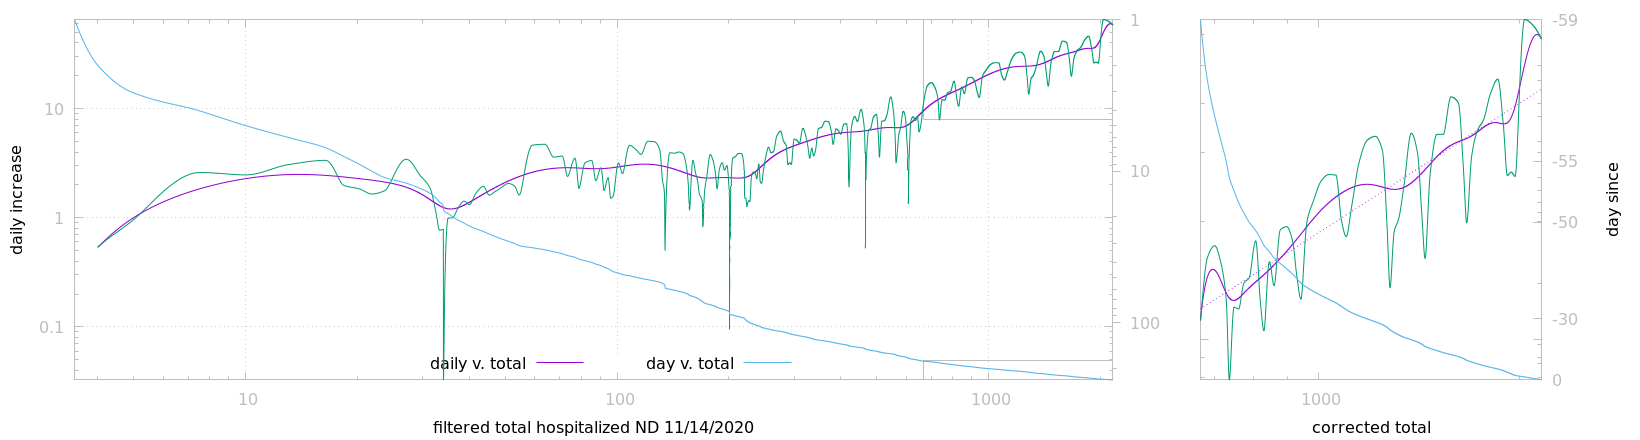 daily increase
10
1
0.1
10
100
1000
1
10
100
daily v. total
day v. total
filtered total hospitalized ND 11/14/2020
1000
-59
-55
-50
-30
0
day since
corrected total